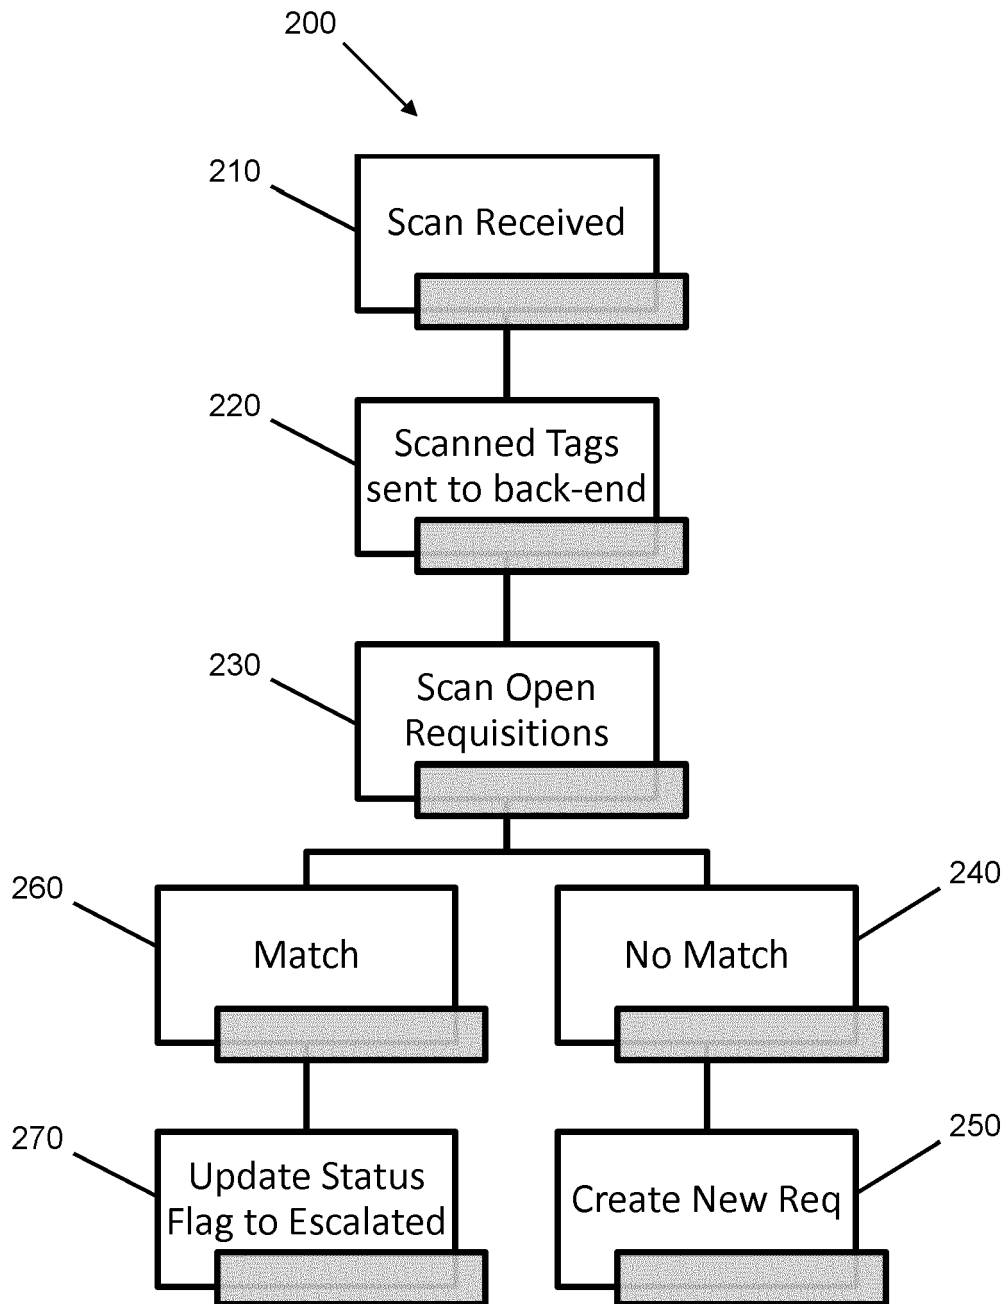 200
210
Scan Received
220
Scanned Tags
sent to back-end
230
Scan Open
Requisitions
260
Match
240
No Match
270
Update Status
Flag to Escalated
250
Create New Req